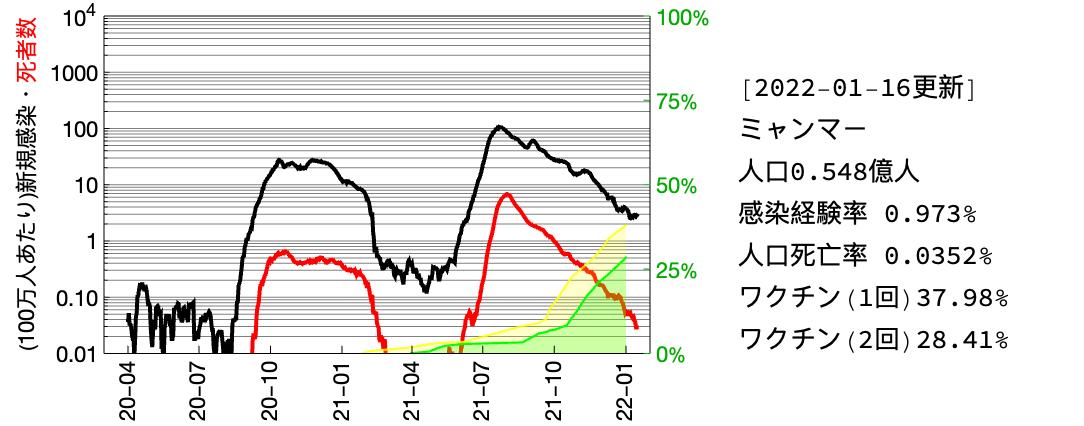 (100万人あたり)新規感染・死者数
10^4
1000
100
10
1
0.10
0.01
100%
75%
50%
25%
0%
20-04
20-07
20-10
21-01
21-04
21-07
21-10
22-01
[2022-01-16更新]
ミャンマー
人口0.548億人
感染経験率 0.973%
人口死亡率 0.0352%
ワクチン(1回)37.98%
ワクチン(2回)28.41%